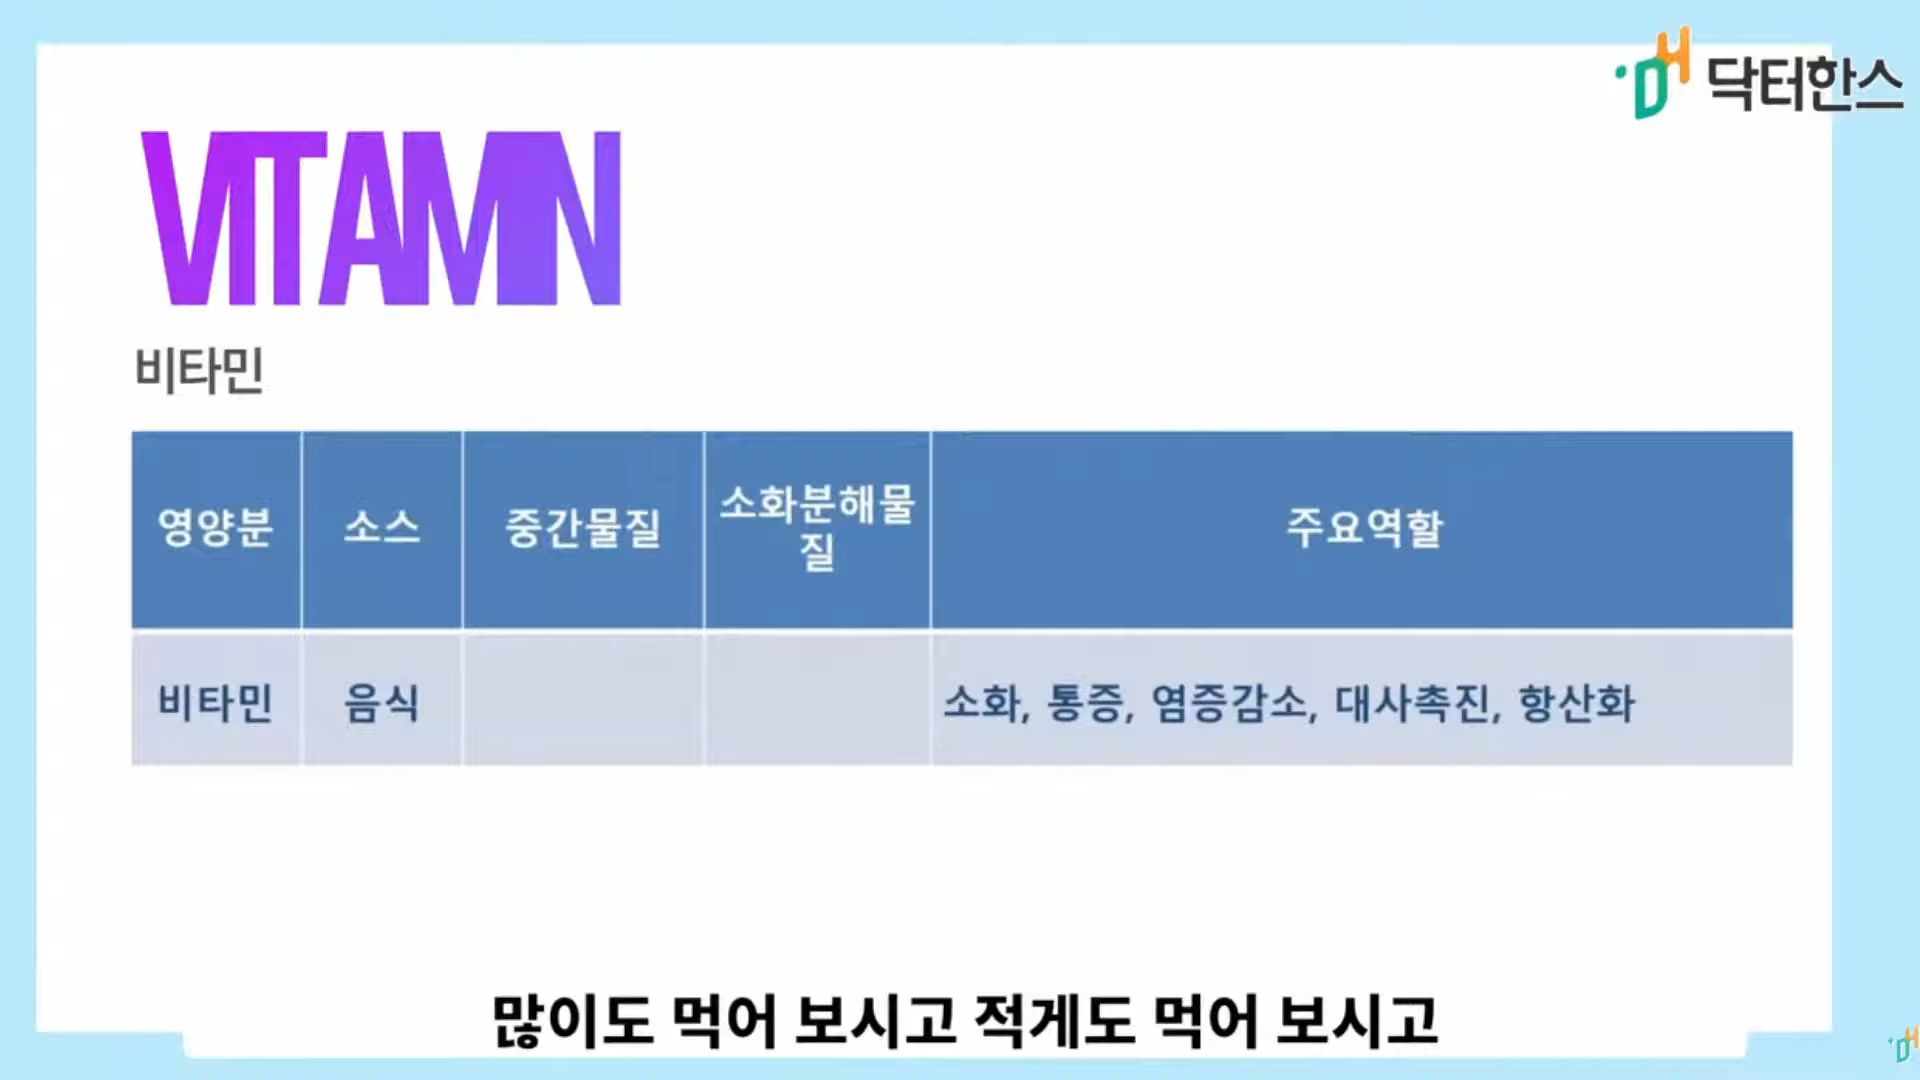 닥터한스
VITAMIN
비타민
영양분 소스 중간물질 소화분해물질 주요역할
비타민 음식 소화, 통증, 염증감소, 대사촉진, 항산화
많이도 먹어 보시고 적게도 먹어 보시고